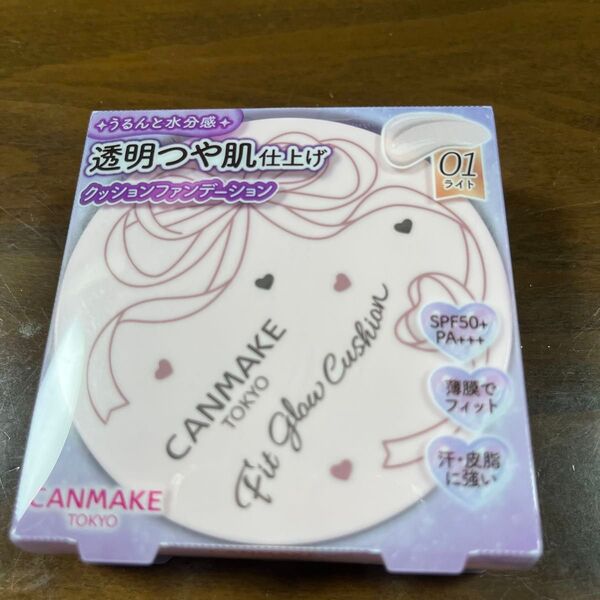 うるんと水分感
透明つや肌仕上げ
クッションファンデーション
01
ライト
CANMAKE
TOKYO
Fit Glow Cushion
SPF50+
PA+++
薄膜で
フィット
汗・皮脂
に強い
CANMAKE
TOKYO